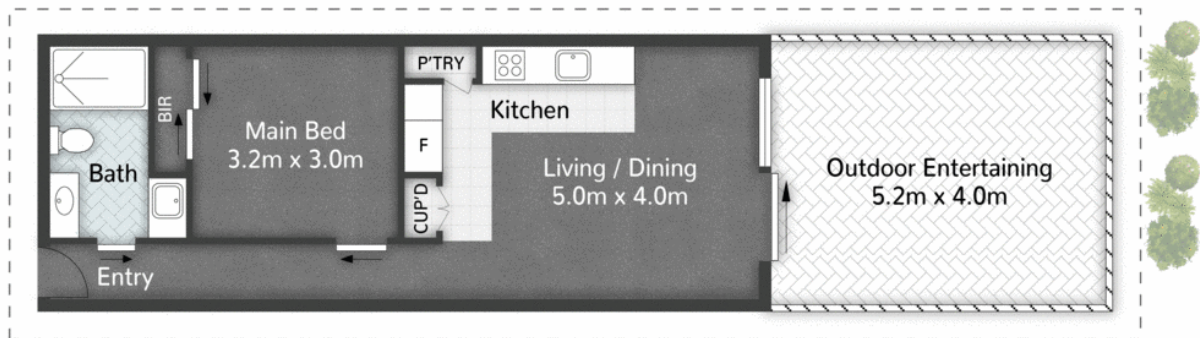 P'TRY
BIR
Kitchen
Main Bed
3.2m x 3.0m
F
Bath
Living / Dining
5.0m x 4.0m
Outdoor Entertaining
5.2m x 4.0m
CUP'D
Entry